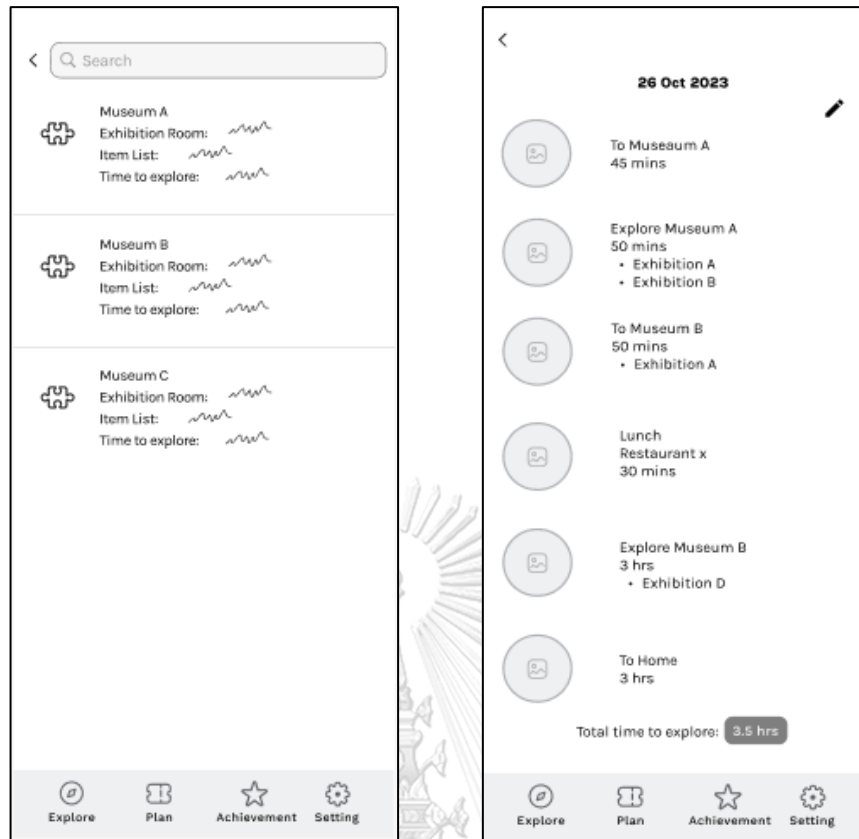 Search
Museum A
Exhibition Room:
Item List:
Time to explore:
Museum B
Exhibition Room:
Item List:
Time to explore:
Museum C
Exhibition Room:
Item List:
Time to explore:
Explore Plan Achievement Setting
26 Oct 2023
To Museaum A
45 mins
Explore Museum A
50 mins
• Exhibition A
• Exhibition B
To Museum B
50 mins
• Exhibition A
Lunch
Restaurant x
30 mins
Explore Museum B
3 hrs
• Exhibition D
To Home
3 hrs
Total time to explore: 3.5 hrs
Explore Plan Achievement Setting